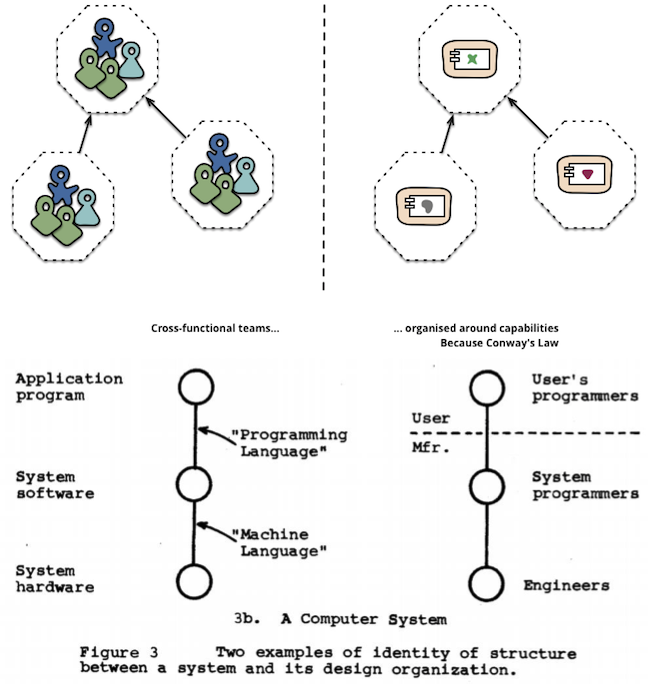 Cross-functional teams...
... organised around capabilities
Because Conway's Law
Application
program
"Programming
Language"
System
software
"Machine
Language"
System
hardware
User's
programmers
User
Mfr.
System
programmers
Engineers
3b. A Computer System
Figure 3 Two examples of identity of structure
between a system and its design organization.